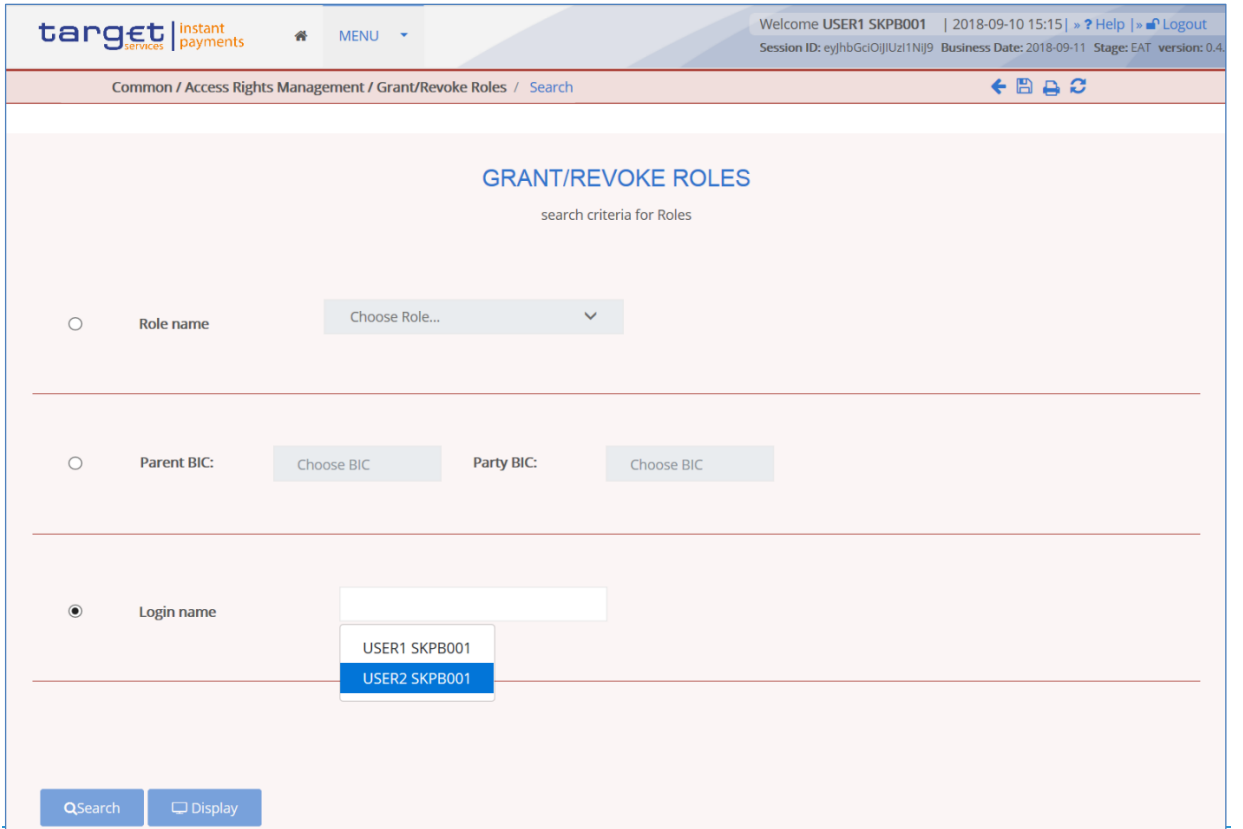 target services | instant payments
MENU
Welcome USER1 SKPB001 | 2018-09-10 15:15| » ? Help |» Logout
Session ID: eyJhbGciOiJIUzI1NiJ9 Business Date: 2018-09-11 Stage: EAT version: 0.4.
Common / Access Rights Management / Grant/Revoke Roles / Search
GRANT/REVOKE ROLES
search criteria for Roles
Role name Choose Role...
Parent BIC: Choose BIC Party BIC: Choose BIC
Login name
USER1 SKPB001
USER2 SKPB001
Search Display